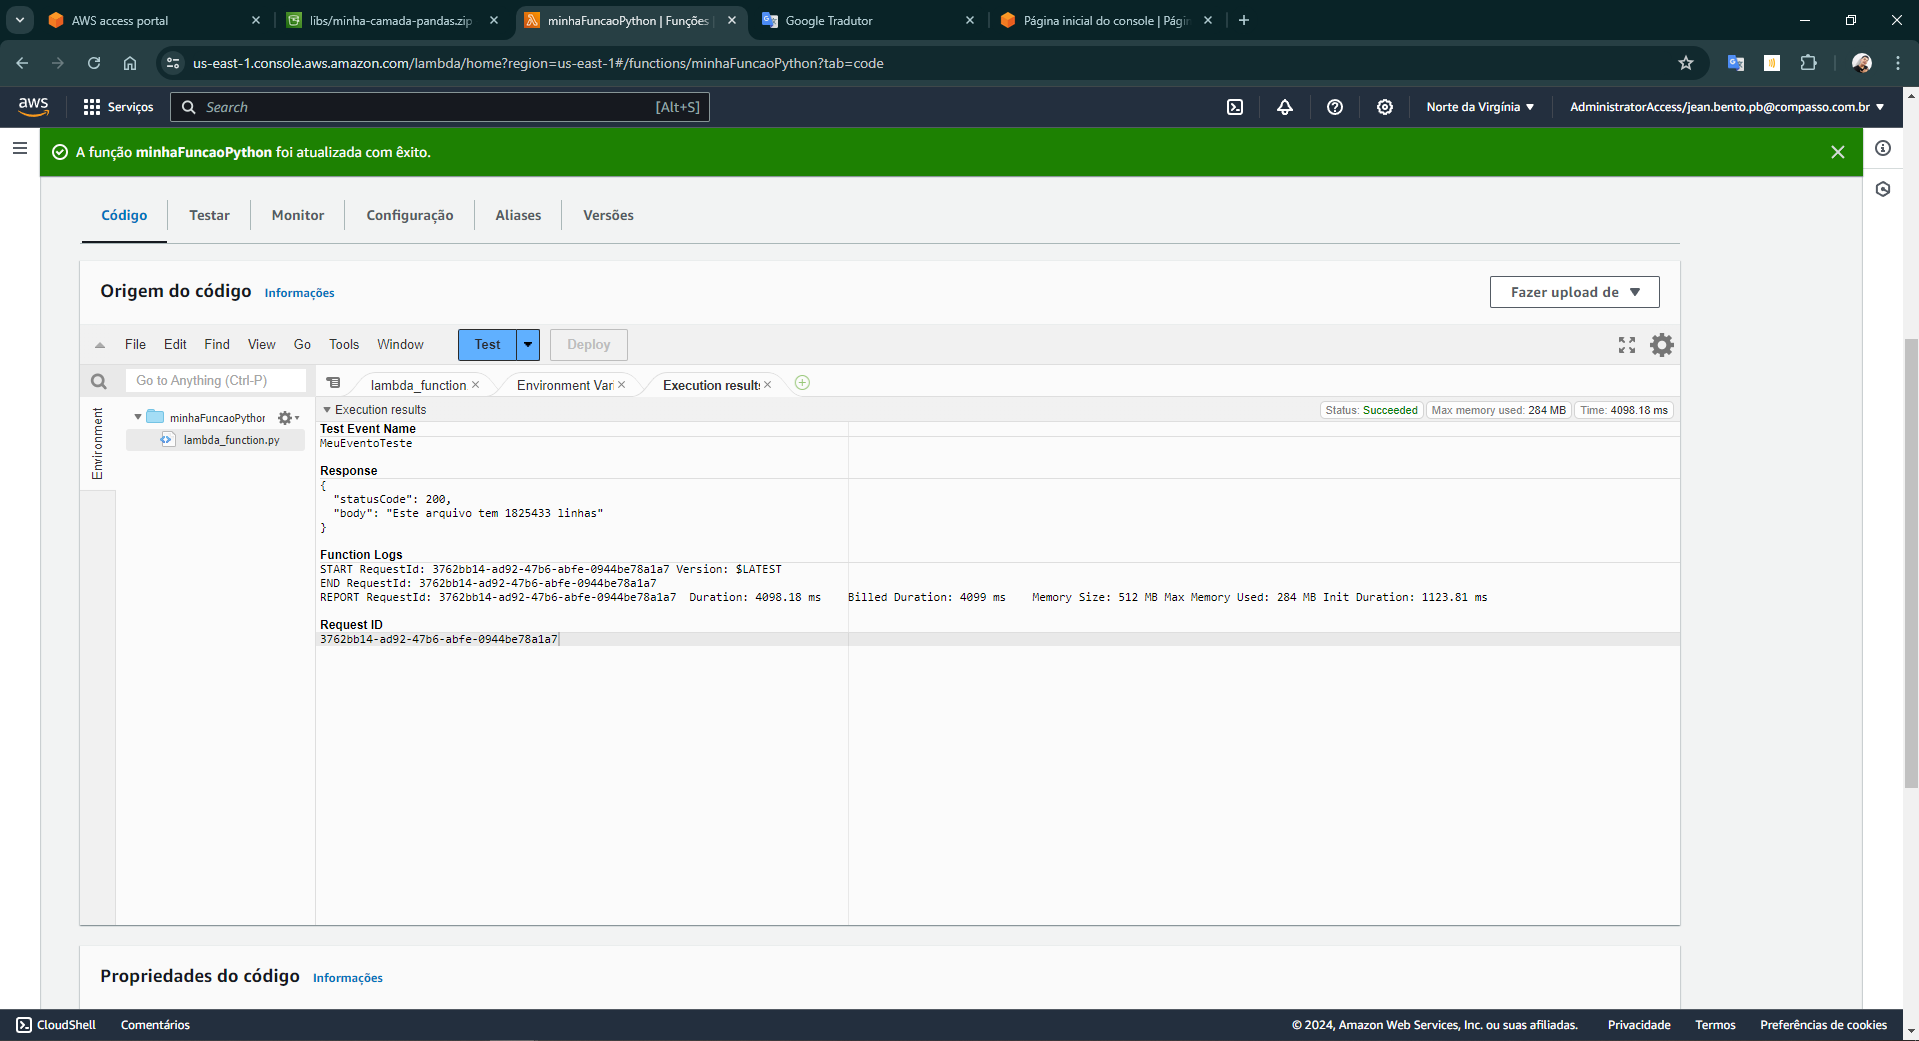 AWS access portal
libs/minha-camada-pandas.zip
minhaFuncaoPython | Funções
Google Tradutor
Página inicial do console | Pági
us-east-1.console.aws.amazon.com/lambda/home?region=us-east-1#/functions/minhaFuncaoPython?tab=code
aws
Serviços
Search
[Alt+S]
Norte da Virgínia
AdministratorAccess/jean.bento.pb@compasso.com.br
A função minhaFuncaoPython foi atualizada com êxito.
Código
Testar
Monitor
Configuração
Aliases
Versões
Origem do código
Informações
Fazer upload de
File
Edit
Find
View
Go
Tools
Window
Test
Deploy
Go to Anything (Ctrl-P)
lambda_function
Environment Var
Execution results
Environment
minhaFuncaoPython
lambda_function.py
Execution results
Status: Succeeded
Max memory used: 284 MB
Time: 4098.18 ms
Test Event Name
MeuEventoTeste
Response
{
"statusCode": 200,
"body": "Este arquivo tem 1825433 linhas"
}
Function Logs
START RequestId: 3762bb14-ad92-47b6-abfe-0944be78a1a7 Version: $LATEST
END RequestId: 3762bb14-ad92-47b6-abfe-0944be78a1a7
REPORT RequestId: 3762bb14-ad92-47b6-abfe-0944be78a1a7 Duration: 4098.18 ms Billed Duration: 4099 ms Memory Size: 512 MB Max Memory Used: 284 MB Init Duration: 1123.81 ms
Request ID
3762bb14-ad92-47b6-abfe-0944be78a1a7
Propriedades do código
Informações
CloudShell
Comentários
© 2024, Amazon Web Services, Inc. ou suas afiliadas.
Privacidade
Termos
Preferências de cookies